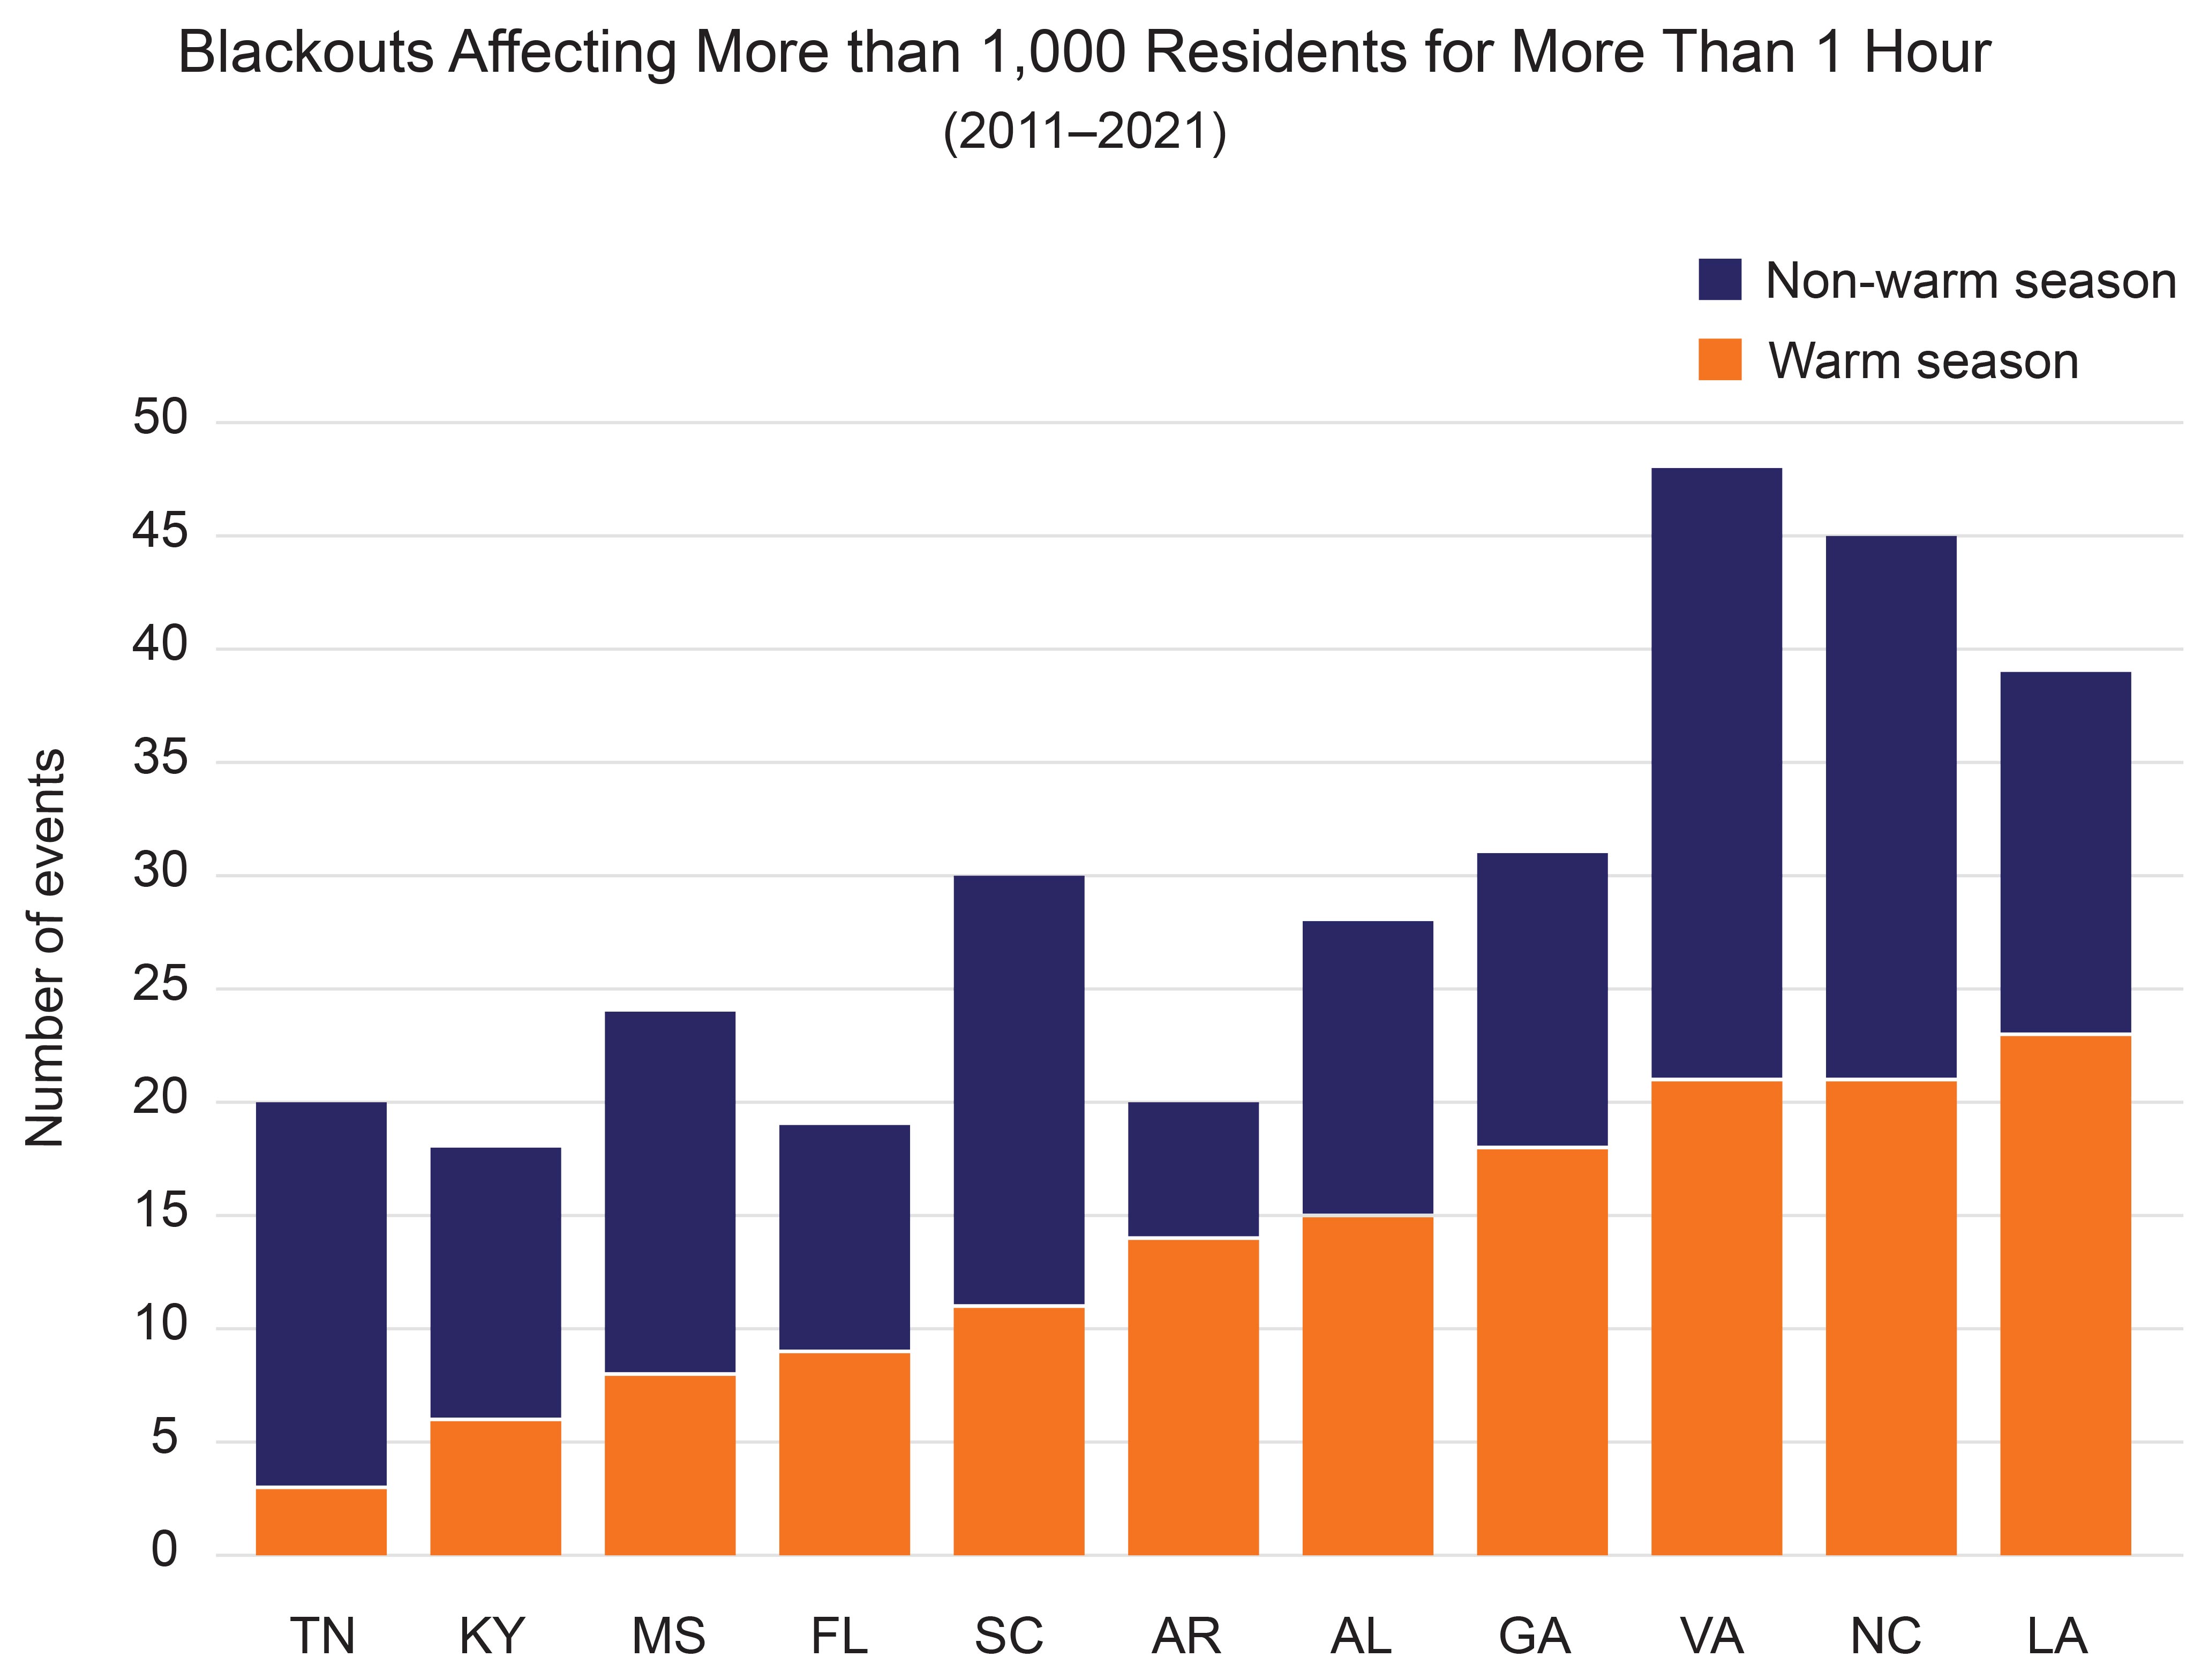 Blackouts Affecting More than 1,000 Residents for More Than 1 Hour
(2011–2021)
Non-warm season
Warm season
Number of events
50
45
40
35
30
25
20
15
10
5
0
TN KY MS FL SC AR AL GA VA NC LA